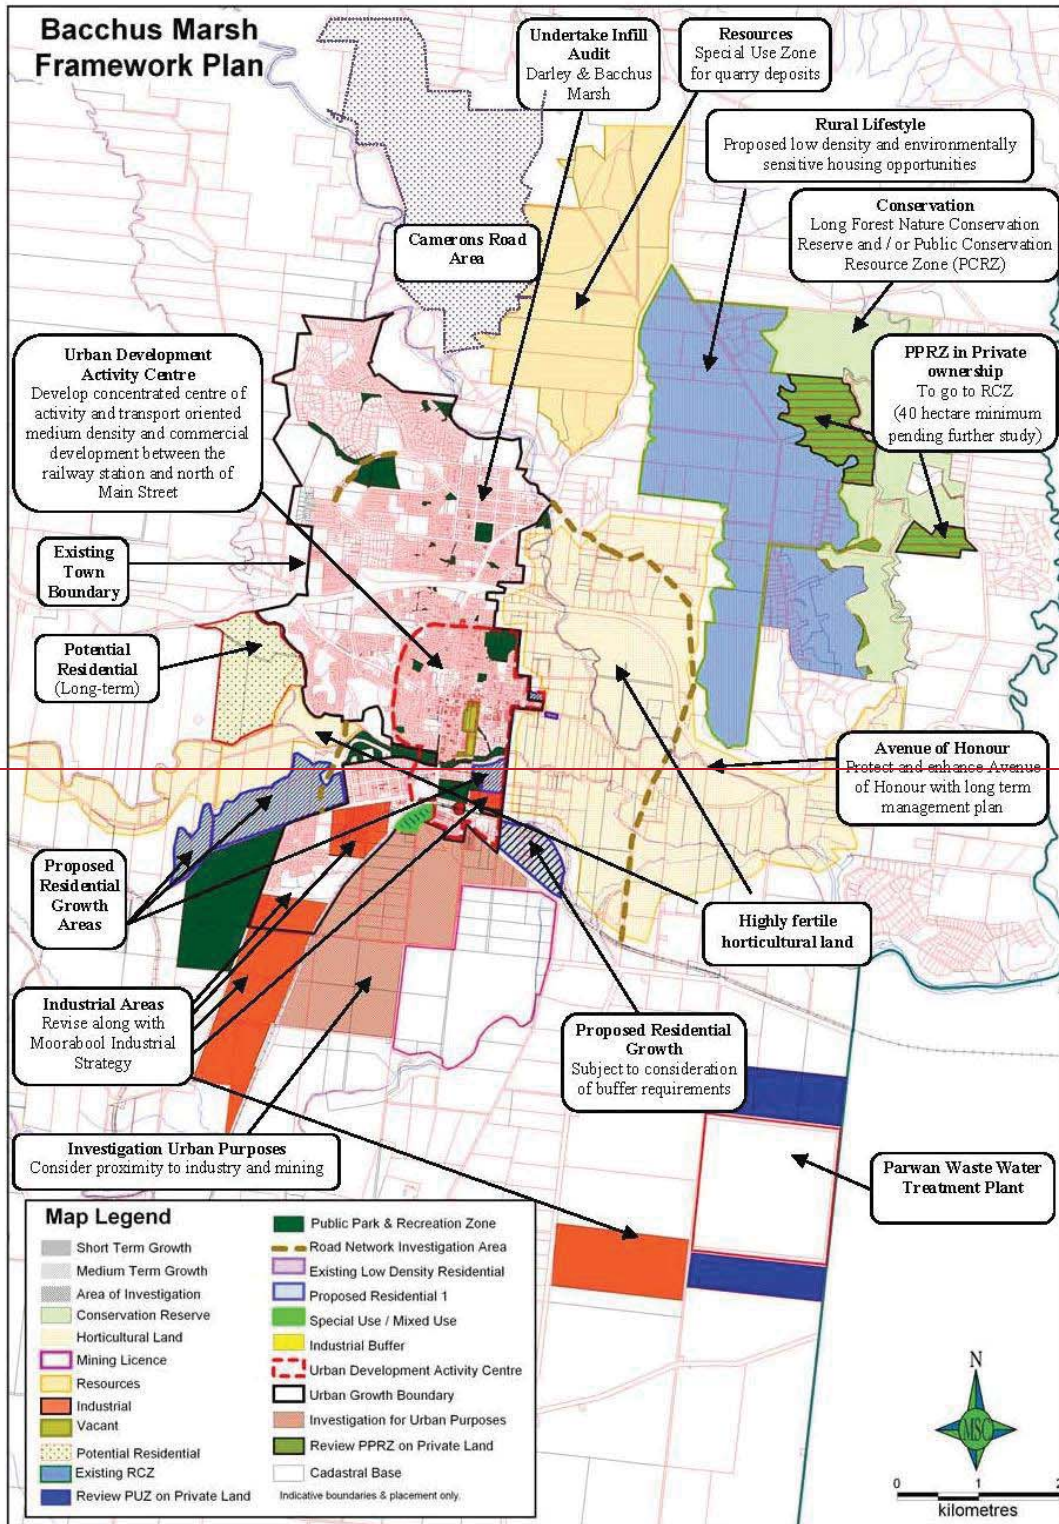 Bacchus Marsh
Framework Plan
Undertake Infill
Audit
Darley & Bacchus
Marsh
Resources
Special Use Zone
for quarry deposits
Rural Lifestyle
Proposed low density and environmentally
sensitive housing opportunities
Conservation
Long Forest Nature Conservation
Reserve and / or Public Conservation
Resource Zone (PCRZ)
Camerons Road
Area
PPRZ in Private
ownership
To go to RCZ
(40 hectare minimum
pending further study)
Urban Development
Activity Centre
Develop concentrated centre of
activity and transport oriented
medium density and commercial
development between the
railway station and north of
Main Street
Existing
Town
Boundary
Potential
Residential
(Long-term)
Avenue of Honour
Protect and enhance Avenue
of Honour with long term
management plan
Proposed
Residential
Growth
Areas
Highly fertile
horticultural land
Industrial Areas
Revise along with
Moorabool Industrial
Strategy
Proposed Residential
Growth
Subject to consideration
of buffer requirements
Investigation Urban Purposes
Consider proximity to industry and mining
Parwan Waste Water
Treatment Plant
Map Legend
Short Term Growth
Medium Term Growth
Area of Investigation
Conservation Reserve
Horticultural Land
Mining Licence
Resources
Industrial
Vacant
Potential Residential
Existing RCZ
Review PUZ on Private Land
Public Park & Recreation Zone
Road Network Investigation Area
Existing Low Density Residential
Proposed Residential 1
Special Use / Mixed Use
Industrial Buffer
Urban Development Activity Centre
Urban Growth Boundary
Investigation for Urban Purposes
Review PPRZ on Private Land
Cadastral Base
Indicative boundaries & placement only.
N
MSC
0 1 2
kilometres